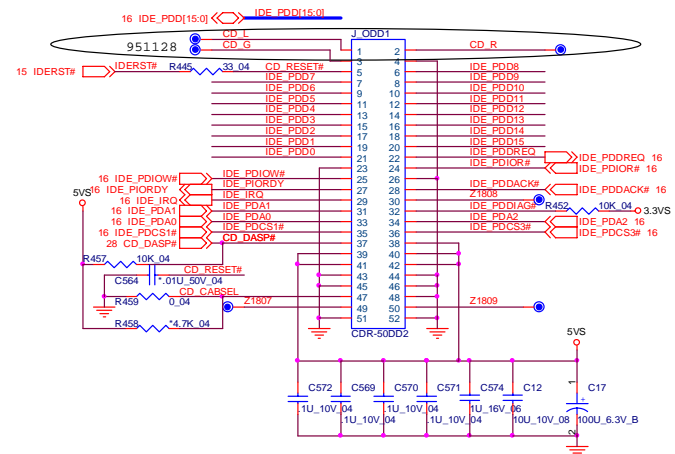 16 IDE_PDD[15:0] IDE_PDD[15:0]
CD_L J_ODD1
951128 CD_G 1 2 CD_R
3 4
15 IDERST# IDERST# R445 33_04 CD_RESET# 5 6 IDE_PDD8
IDE_PDD7 7 8 IDE_PDD9
IDE_PDD6 9 10 IDE_PDD10
IDE_PDD5 11 12 IDE_PDD11
IDE_PDD4 13 14 IDE_PDD12
IDE_PDD3 15 16 IDE_PDD13
IDE_PDD2 17 18 IDE_PDD14
IDE_PDD1 19 20 IDE_PDD15
IDE_PDD0 21 22 IDE_PDDREQ 16
23 24 IDE_PDIOR# IDE_PDIOR# 16
16 IDE_PDIOW# IDE_PDIOW# 25 26
5VS 16 IDE_PIORDY IDE_PIORDY 27 28 IDE_PDDACK# IDE_PDDACK# 16
16 IDE_IRQ IDE_IRQ 29 30 Z1808
16 IDE_PDA1 IDE_PDA1 31 32 IDE_PDDIAG# R452 10K_04 3.3VS
16 IDE_PDA0 IDE_PDA0 33 34 IDE_PDA2 IDE_PDA2 16
16 IDE_PDCS1# IDE_PDCS1# 35 36 IDE_PDCS3# IDE_PDCS3# 16
28 CD_DASP# CD_DASP# 37 38
39 40
R457 10K_04 41 42
C564 *.01U_50V_04 CD_RESET# 43 44
CD_CABSEL 45 46
R459 0_04 47 48
Z1807 49 50 Z1809
R458 *4.7K_04 51 52
CDR-50DD2
5VS
C572 C569 C570 C571 C574 C12 1 C17
+
.1U_10V_04 .1U_10V_04 .1U_10V_04 .1U_10V_04 1U_16V_06 10U_10V_08 2 100U_6.3V_B